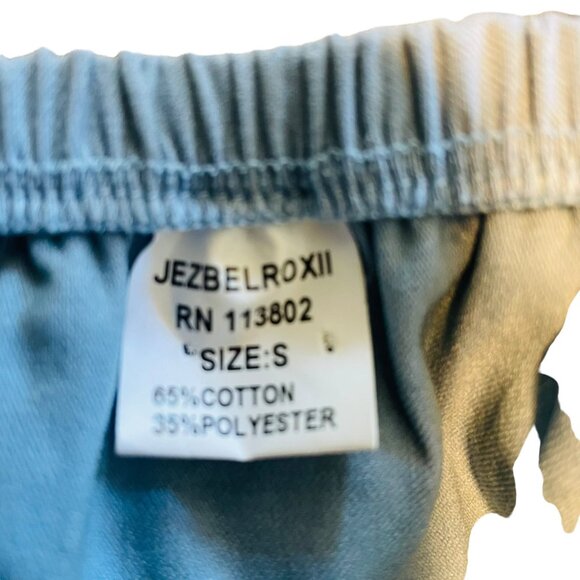 JEZBELROXII
RN 113802
SIZE:S
65%COTTON
35%POLYESTER